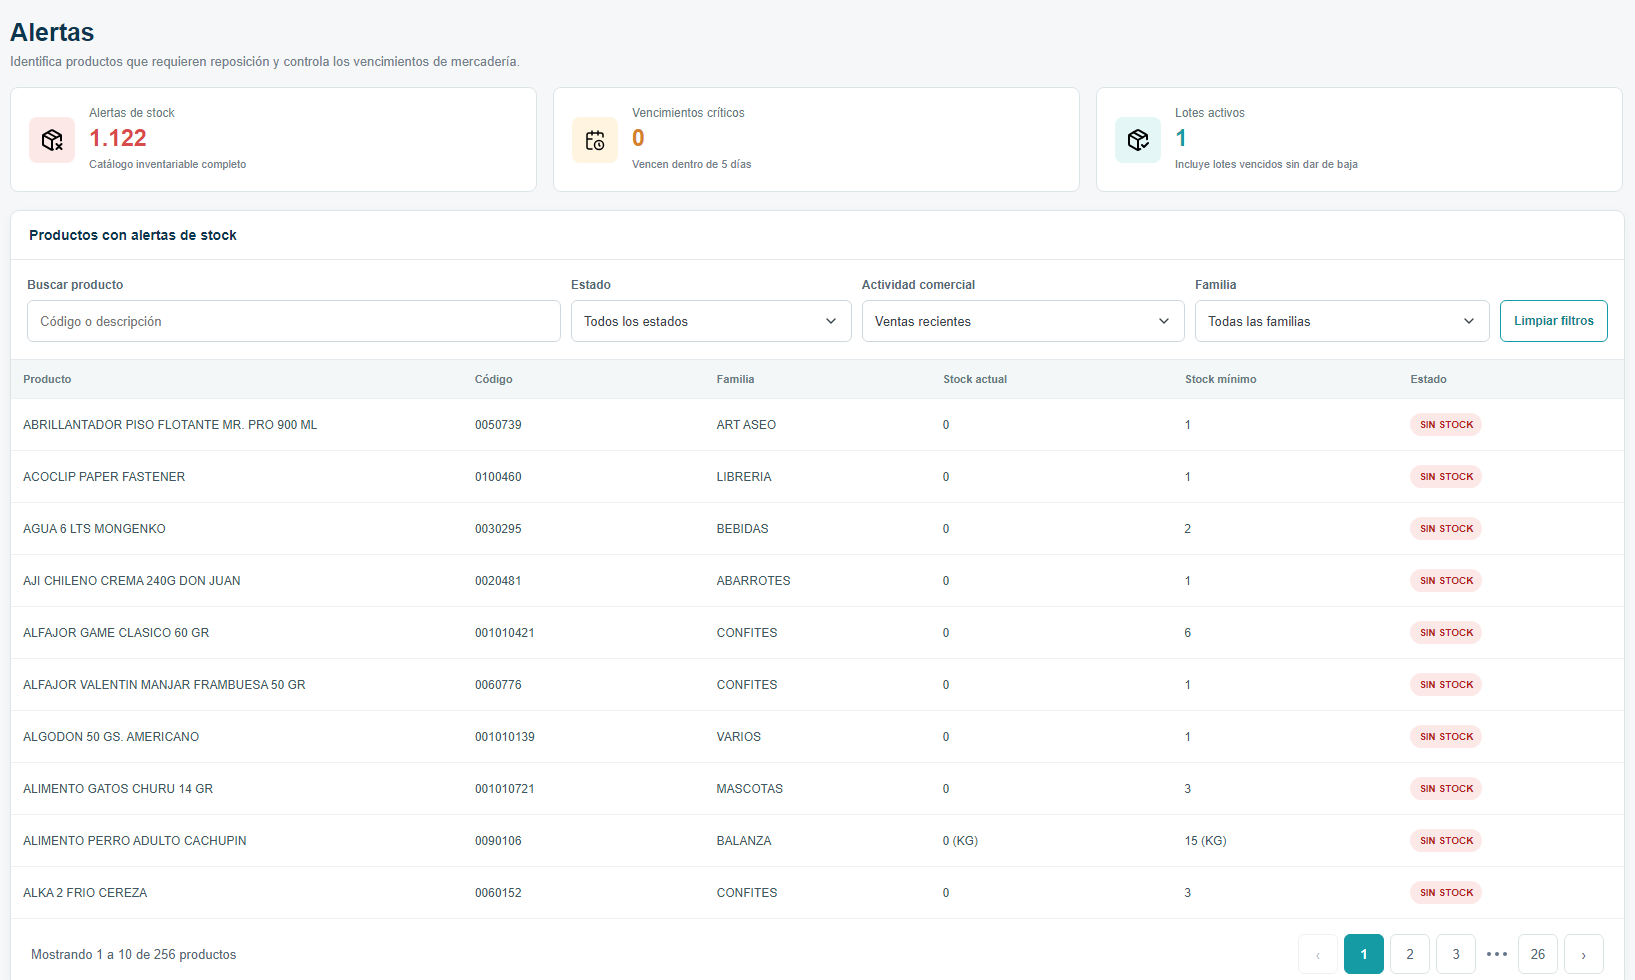 Alertas
Identifica productos que requieren reposición y controla los vencimientos de mercadería.
Alertas de stock
1.122
Catálogo inventariable completo
Vencimientos críticos
0
Vencen dentro de 5 días
Lotes activos
1
Incluye lotes vencidos sin dar de baja
Productos con alertas de stock
Buscar producto Estado Actividad comercial Familia
Código o descripción Todos los estados Ventas recientes Todas las familias Limpiar filtros
Producto Código Familia Stock actual Stock mínimo Estado
ABRILLANTADOR PISO FLOTANTE MR. PRO 900 ML 0050739 ART ASEO 0 1 SIN STOCK
ACOCLIP PAPER FASTENER 0100460 LIBRERIA 0 1 SIN STOCK
AGUA 6 LTS MONGENKO 0030295 BEBIDAS 0 2 SIN STOCK
AJI CHILENO CREMA 240G DON JUAN 0020481 ABARROTES 0 1 SIN STOCK
ALFAJOR GAME CLASICO 60 GR 001010421 CONFITES 0 6 SIN STOCK
ALFAJOR VALENTIN MANJAR FRAMBUESA 50 GR 0060776 CONFITES 0 1 SIN STOCK
ALGODON 50 GS. AMERICANO 001010139 VARIOS 0 1 SIN STOCK
ALIMENTO GATOS CHURU 14 GR 001010721 MASCOTAS 0 3 SIN STOCK
ALIMENTO PERRO ADULTO CACHUPIN 0090106 BALANZA 0 (KG) 15 (KG) SIN STOCK
ALKA 2 FRIO CEREZA 0060152 CONFITES 0 3 SIN STOCK
Mostrando 1 a 10 de 256 productos ‹ 1 2 3 ••• 26 ›